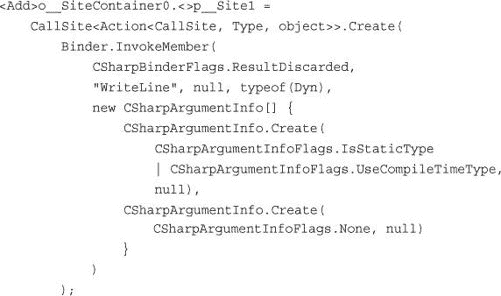 <Add>o__SiteContainer0.<>p__Site1 =
CallSite<Action<CallSite, Type, object>>.Create(
Binder.InvokeMember(
CSharpBinderFlags.ResultDiscarded,
"WriteLine", null, typeof(Dyn),
new CSharpArgumentInfo[] {
CSharpArgumentInfo.Create(
CSharpArgumentInfoFlags.IsStaticType
| CSharpArgumentInfoFlags.UseCompileTimeType,
null),
CSharpArgumentInfo.Create(
CSharpArgumentInfoFlags.None, null)
}
)
);